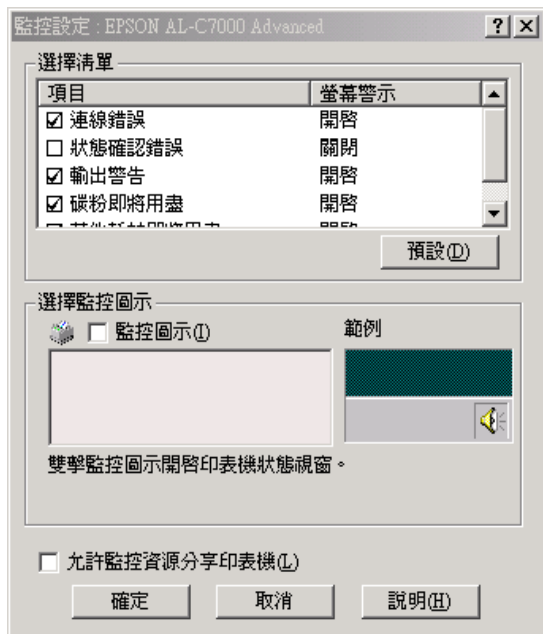 監控設定 : EPSON AL-C7000 Advanced
選擇清單
項目 螢幕警示
連線錯誤 開啓
狀態確認錯誤 關閉
輸出警告 開啓
碳粉即將用盡 開啓
預設(D)
選擇監控圖示
監控圖示(I) 範例
雙擊監控圖示開啓印表機狀態視窗。
允許監控資源分享印表機(L)
確定 取消 說明(H)